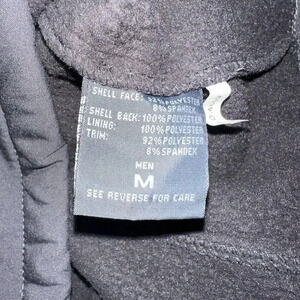 SHELL FACE: 92% POLYESTER
8% SPANDEX
SHELL BACK: 100% POLYESTER
LINING: 100% POLYESTER
TRIM: 92% POLYESTER
8% SPANDEX
MEN
M
SEE REVERSE FOR CARE